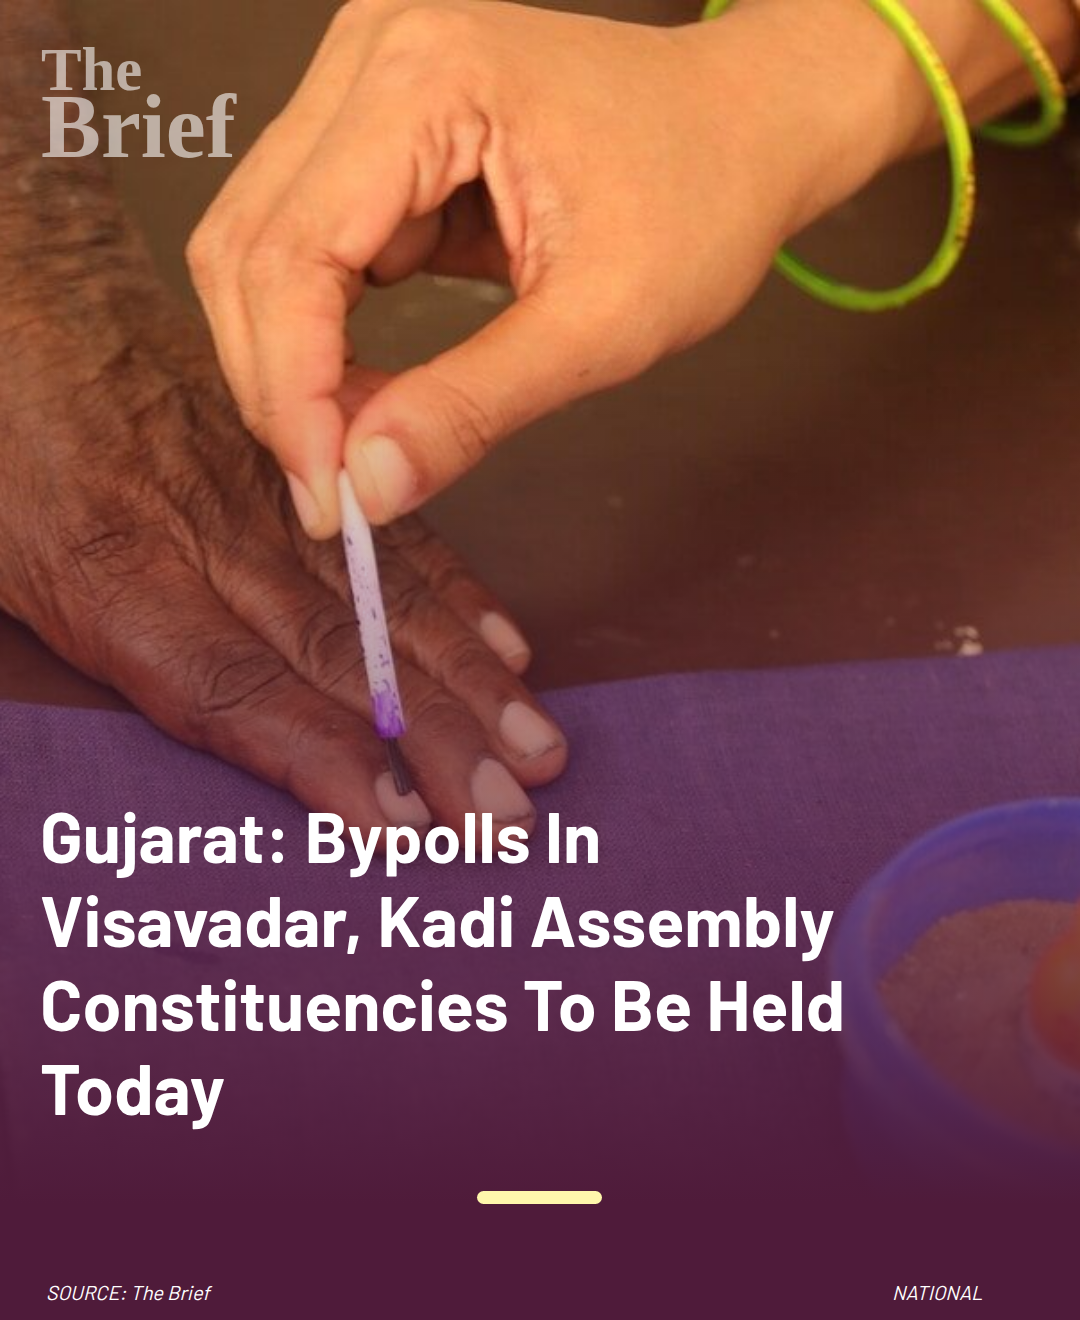 The
Brief
Gujarat: Bypolls In
Visavadar, Kadi Assembly
Constituencies To Be Held
Today
SOURCE: The Brief
NATIONAL